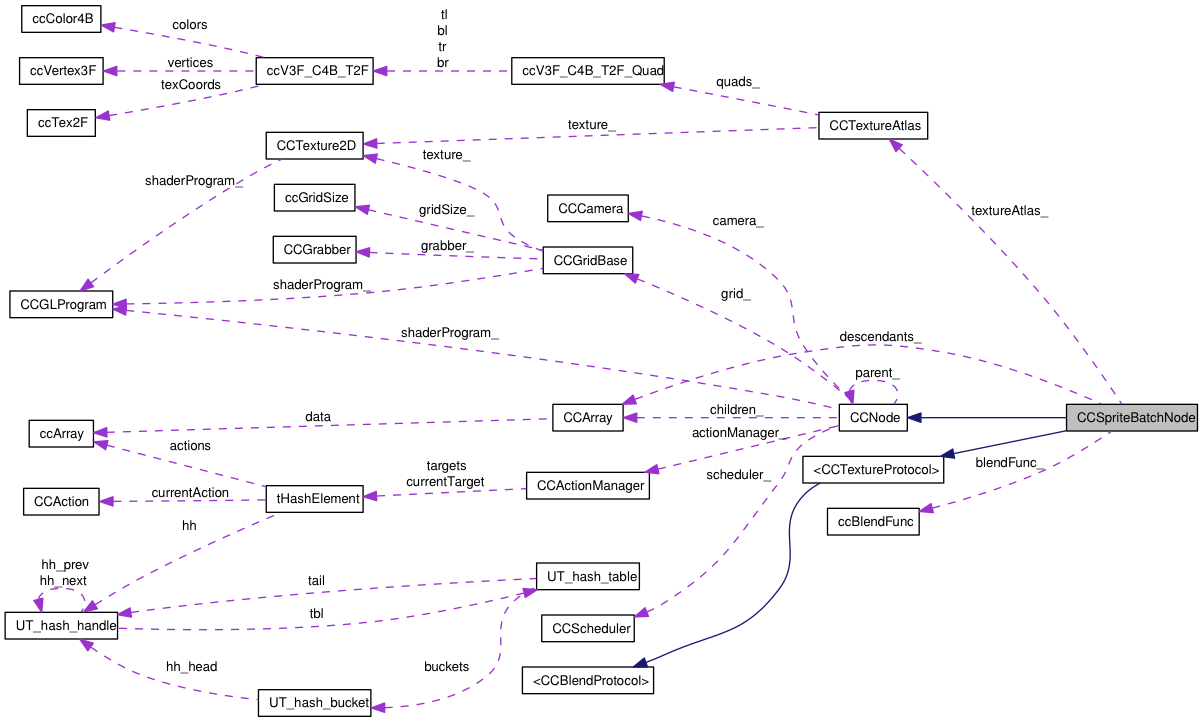 ccColor4B
colors
tl
bl
tr
br
ccVertex3F
vertices
ccV3F_C4B_T2F
ccV3F_C4B_T2F_Quad
texCoords
quads_
ccTex2F
texture_
CCTextureAtlas
CCTexture2D
texture_
shaderProgram_
ccGridSize
gridSize_
CCCamera
camera_
textureAtlas_
CCGrabber
grabber_
CCGridBase
shaderProgram_
grid_
CCGLProgram
shaderProgram_
descendants_
parent_
data
CCArray
children_
CCNode
CCSpriteBatchNode
ccArray
actions
actionManager_
targets
currentTarget
scheduler_
<CCTextureProtocol>
blendFunc_
CCAction
currentAction
tHashElement
CCActionManager
ccBlendFunc
hh
hh_prev
hh_next
tail
UT_hash_table
UT_hash_handle
tbl
CCScheduler
hh_head
buckets
<CCBlendProtocol>
UT_hash_bucket